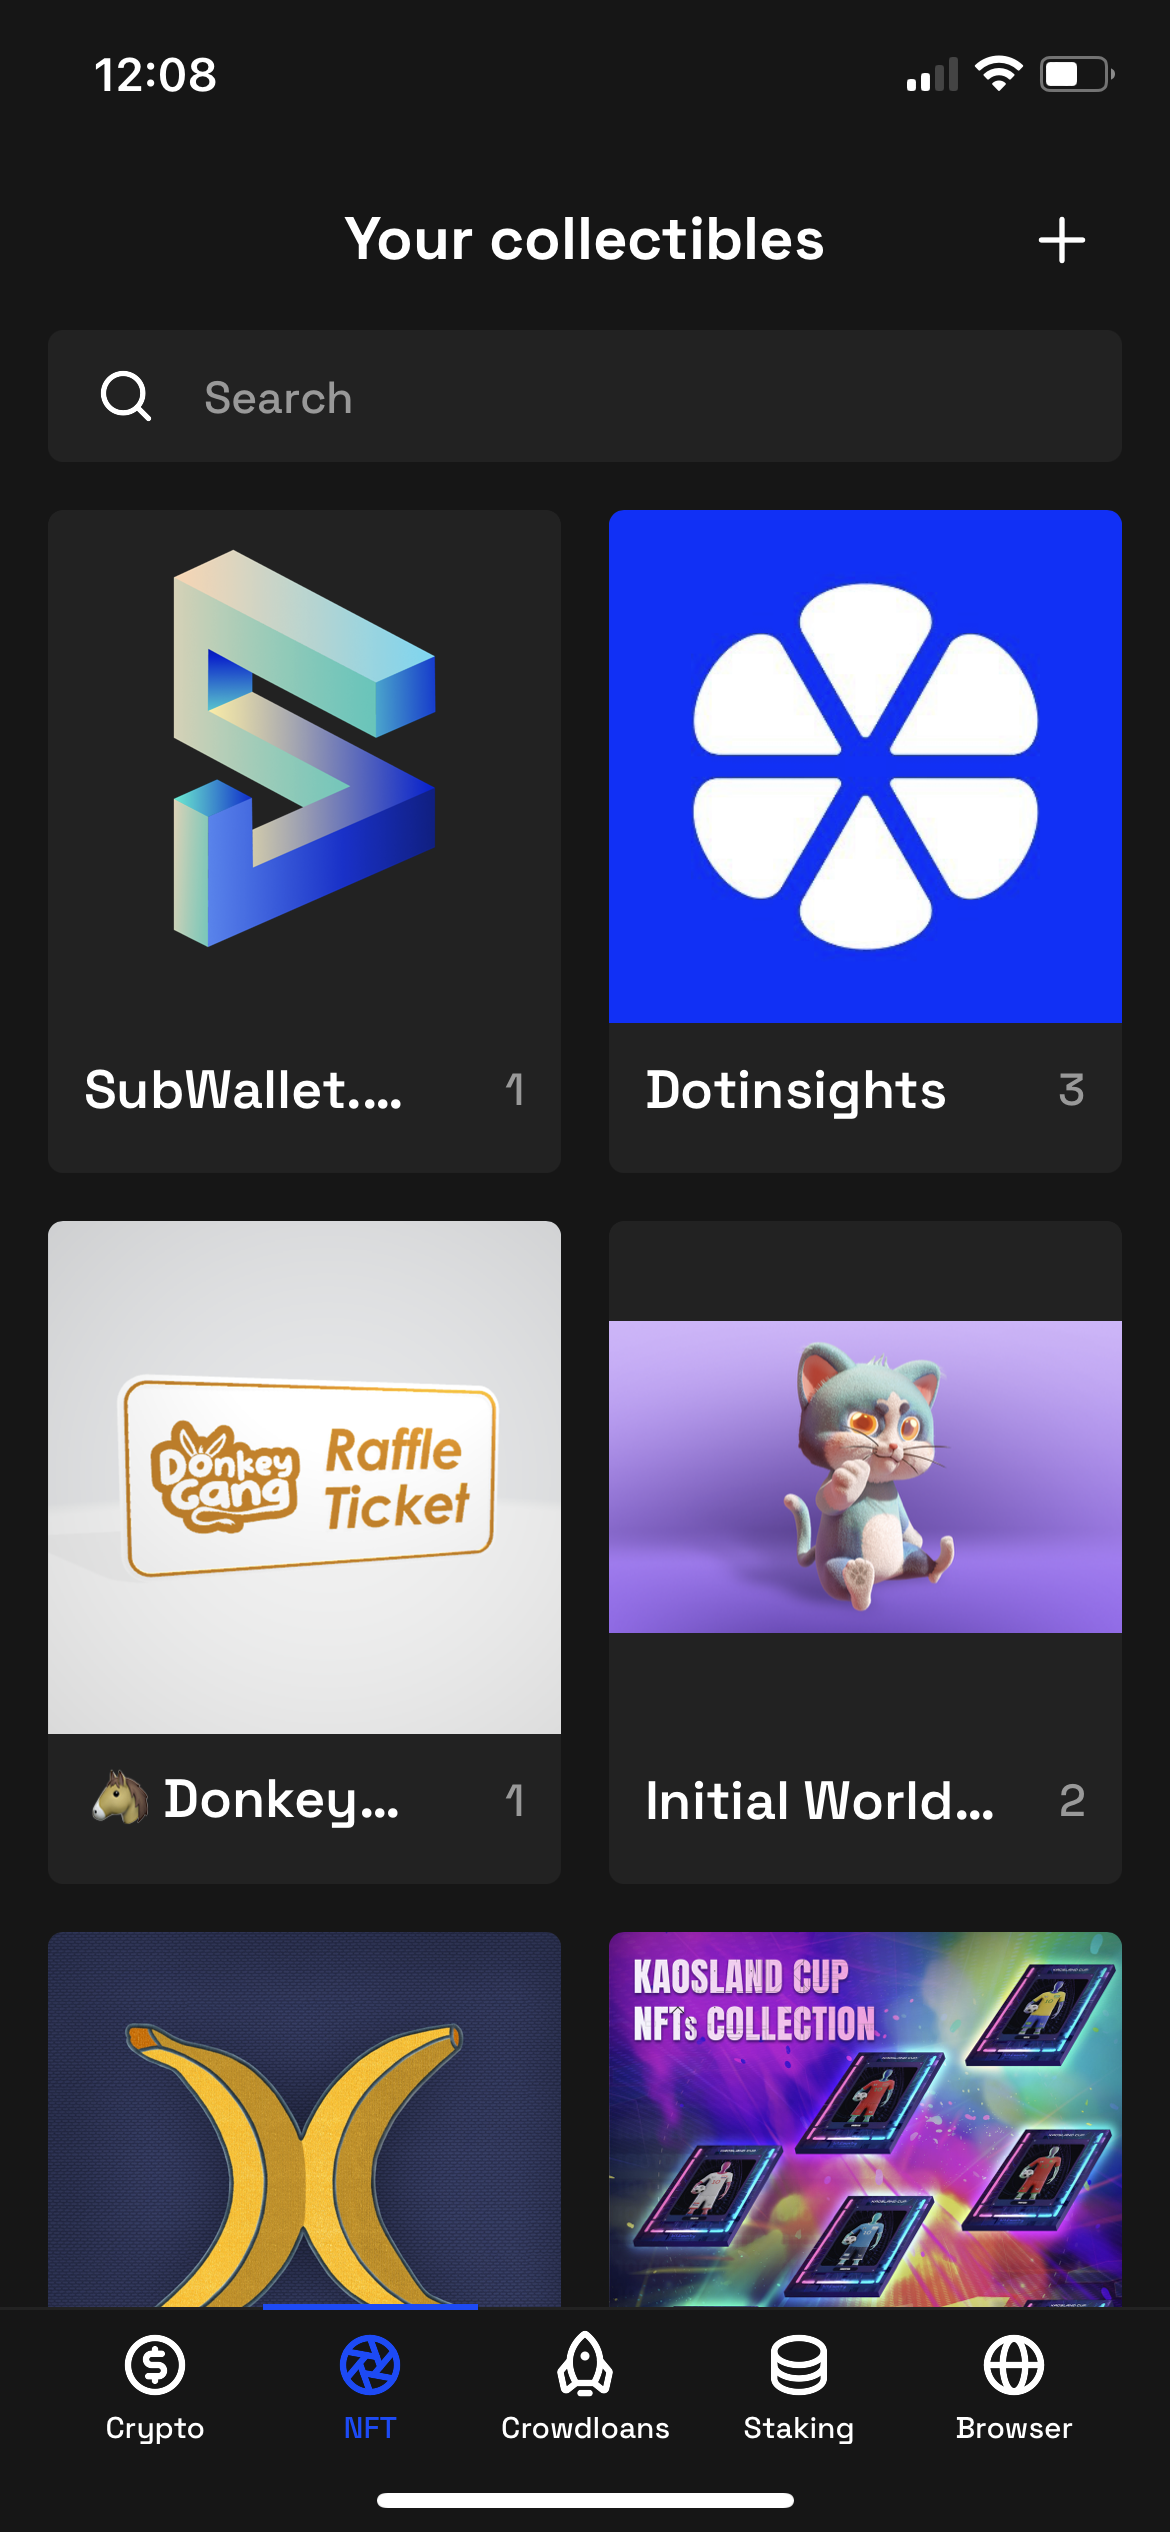 12:08
Your collectibles
Search
SubWallet.... 1
Dotinsights 3
Donkey Gang
Raffle
Ticket
🐴 Donkey... 1
Initial World... 2
KAOSLAND CUP
NFTs COLLECTION
Crypto
NFT
Crowdloans
Staking
Browser